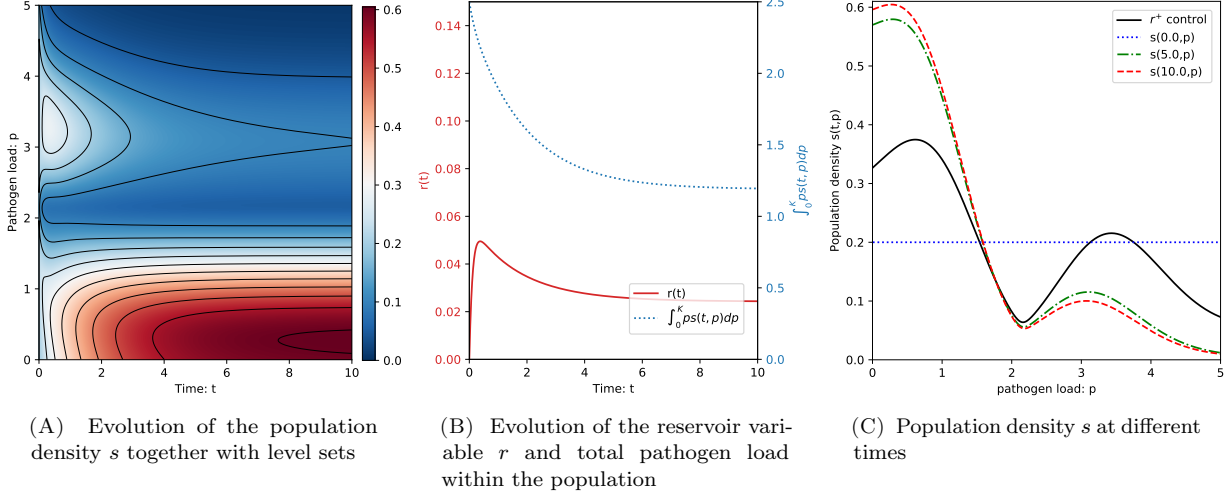 5
4
3
2
1
0
Pathogen load: p
0 2 4 6 8 10
Time: t
0.6
0.5
0.4
0.3
0.2
0.1
0.0
(A) Evolution of the population
density s together with level sets
0.14
0.12
0.10
0.08
0.06
0.04
0.02
0.00
r(t)
0 2 4 6 8 10
Time: t
2.5
2.0
1.5
1.0
0.5
0.0
∫₀ᴷ ps(t, p)dp
r(t)
∫₀ᴷ ps(t, p)dp
(B) Evolution of the reservoir vari-
able r and total pathogen load
within the population
0.6
0.5
0.4
0.3
0.2
0.1
0.0
Population density s(t,p)
0 1 2 3 4 5
pathogen load: p
r⁺ control
s(0.0,p)
s(5.0,p)
s(10.0,p)
(C) Population density s at different
times